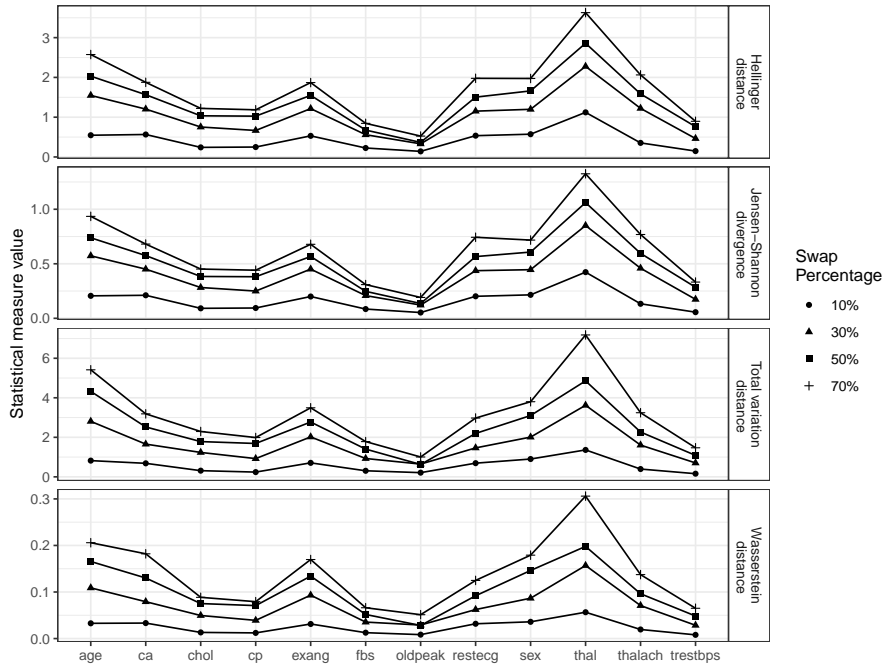 Statistical measure value
3
2
1
0
Hellinger
distance
1.0
0.5
0.0
Jensen−Shannon
divergence
6
4
2
0
Total variation
distance
0.3
0.2
0.1
0.0
Wasserstein
distance
age ca chol cp exang fbs oldpeak restecg sex thal thalach trestbps
Swap
Percentage
10%
30%
50%
70%